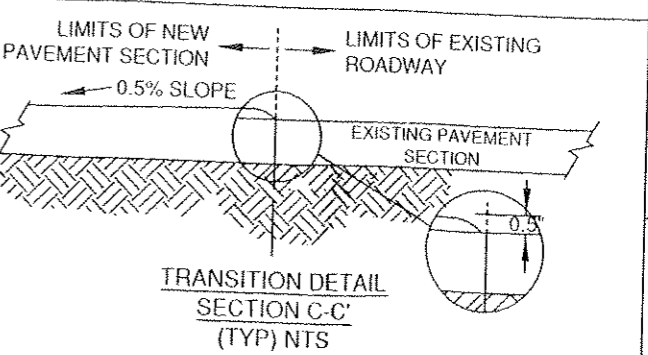 LIMITS OF NEW
PAVEMENT SECTION
LIMITS OF EXISTING
ROADWAY
0.5% SLOPE
EXISTING PAVEMENT
SECTION
0.5"
TRANSITION DETAIL
SECTION C-C'
(TYP) NTS